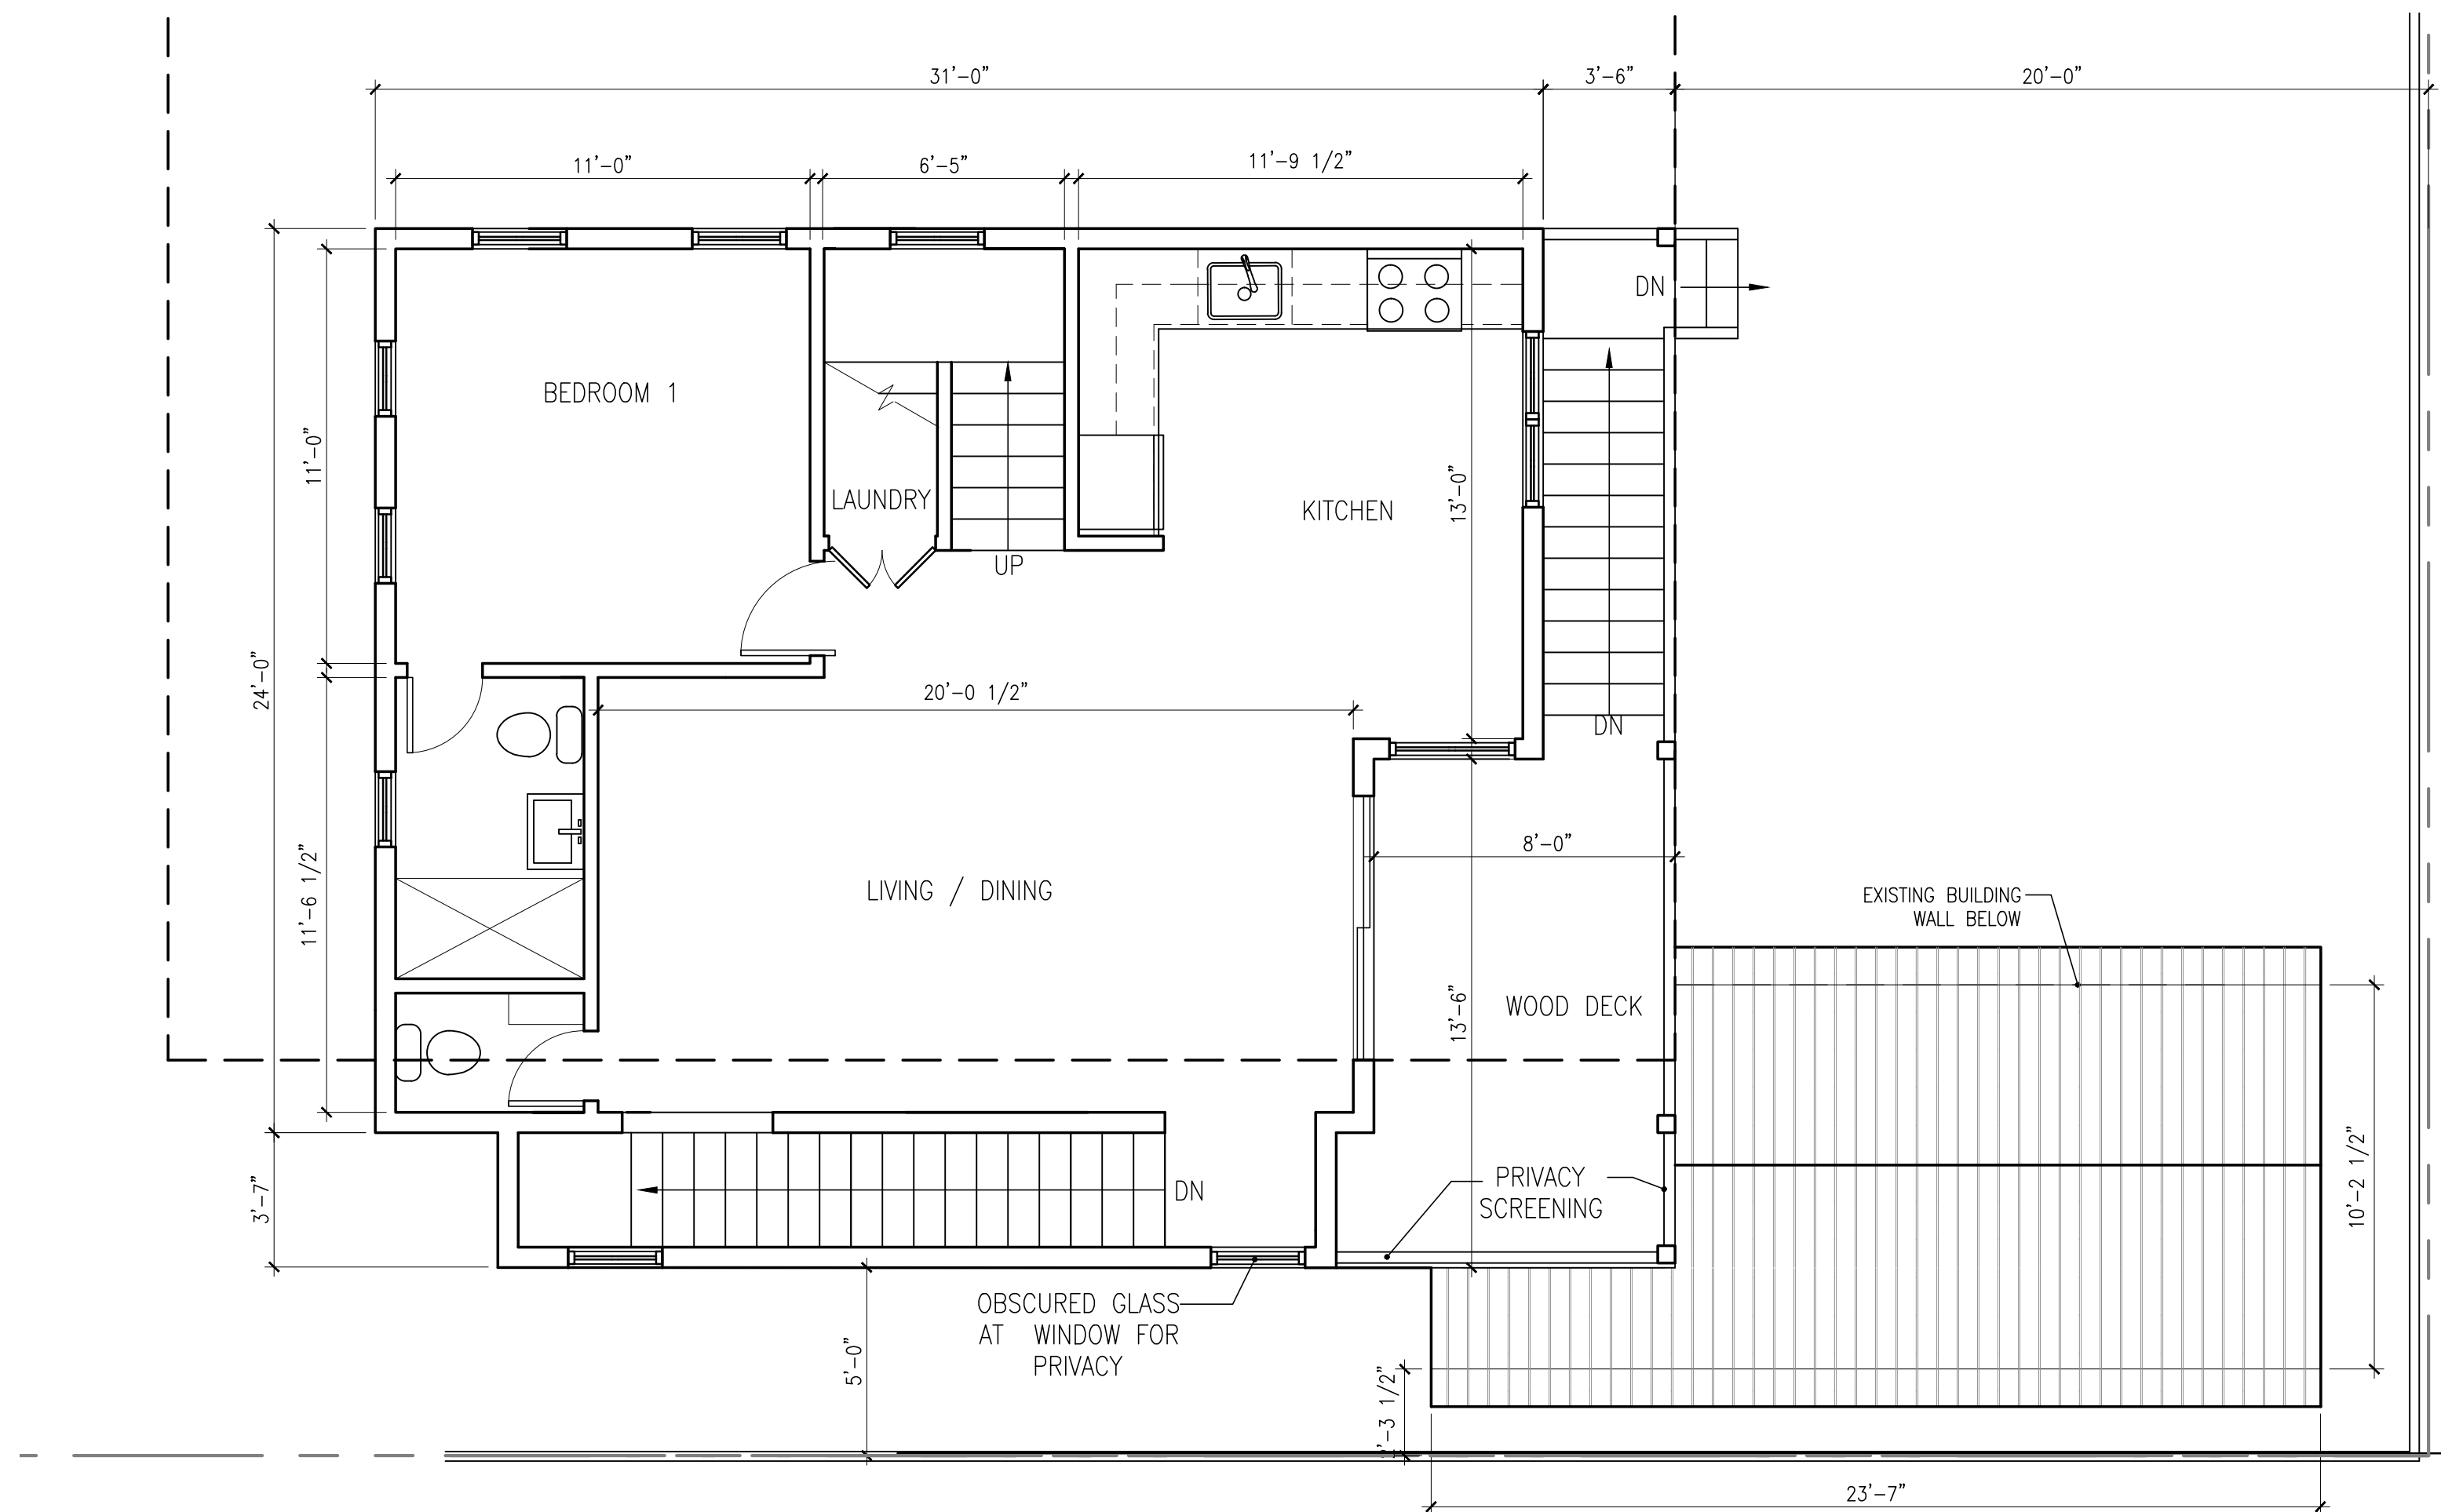 31'-0"
3'-6"
20'-0"
11'-0"
6'-5"
11'-9 1/2"
DN
BEDROOM 1
11'-0"
LAUNDRY
KITCHEN
13'-0"
UP
24'-0"
20'-0 1/2"
DN
8'-0"
11'-6 1/2"
LIVING / DINING
EXISTING BUILDING
WALL BELOW
WOOD DECK
13'-6"
3'-7"
DN
PRIVACY
SCREENING
10'-2 1/2"
OBSCURED GLASS
AT WINDOW FOR
PRIVACY
5'-0"
'-3 1/2"
23'-7"